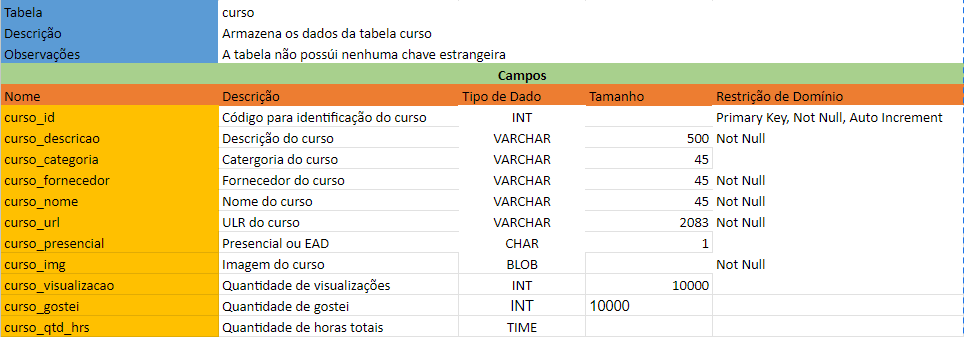 Tabela curso
Descrição Armazena os dados da tabela curso
Observações A tabela não possúi nenhuma chave estrangeira
Campos
Nome Descrição Tipo de Dado Tamanho Restrição de Domínio
curso_id Código para identificação do curso INT Primary Key, Not Null, Auto Increment
curso_descricao Descrição do curso VARCHAR 500 Not Null
curso_categoria Catergoria do curso VARCHAR 45
curso_fornecedor Fornecedor do curso VARCHAR 45 Not Null
curso_nome Nome do curso VARCHAR 45 Not Null
curso_url ULR do curso VARCHAR 2083 Not Null
curso_presencial Presencial ou EAD CHAR 1
curso_img Imagem do curso BLOB Not Null
curso_visualizacao Quantidade de visualizações INT 10000
curso_gostei Quantidade de gostei INT 10000
curso_qtd_hrs Quantidade de horas totais TIME